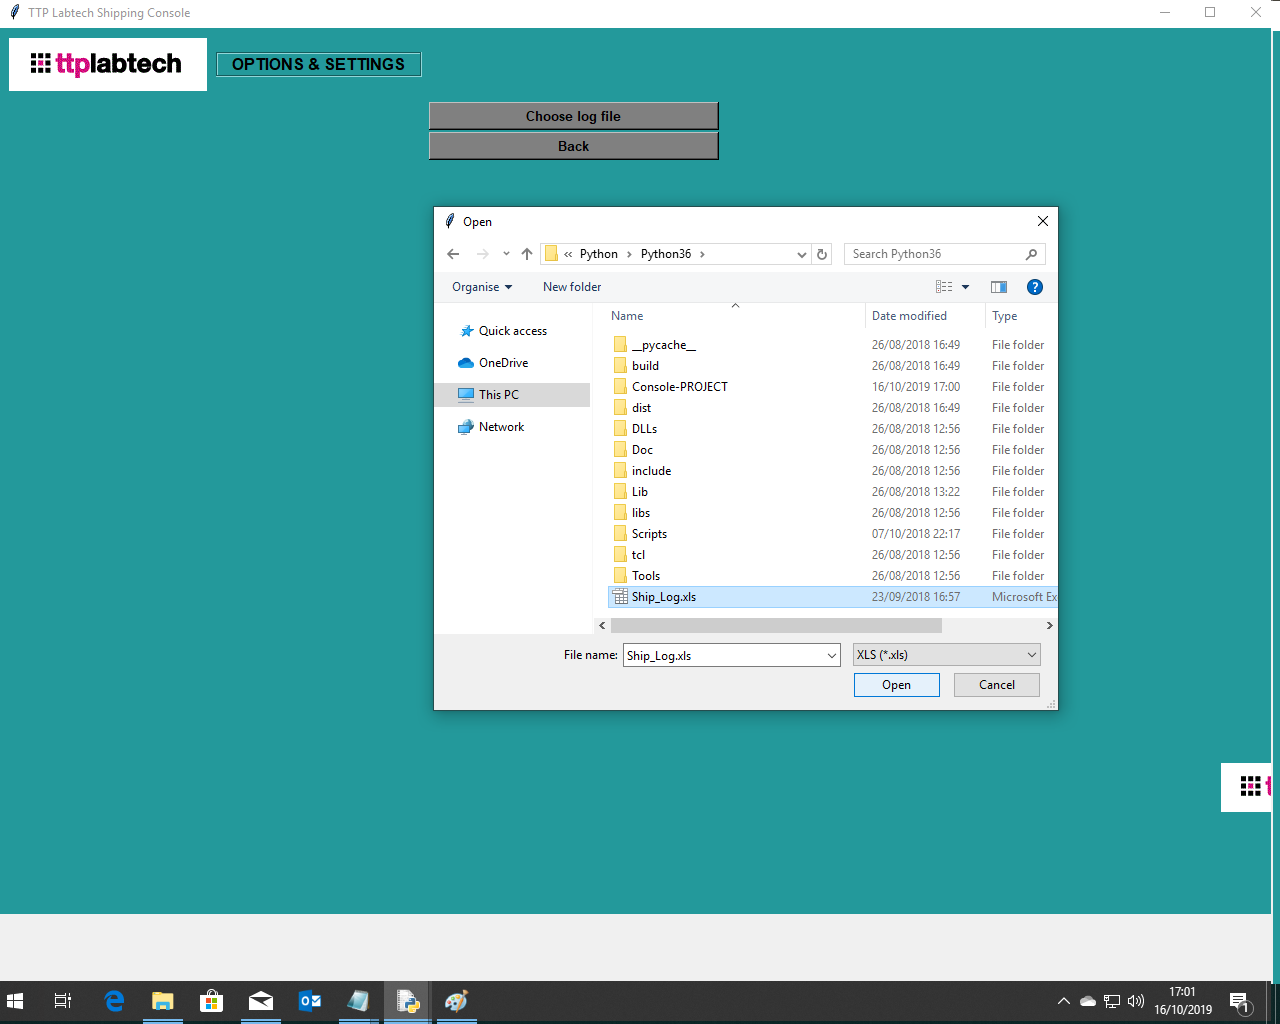 TTP Labtech Shipping Console
ttplabtech
OPTIONS & SETTINGS
Choose log file
Back
Open
« Python › Python36 ›
Search Python36
Organise
New folder
Name Date modified Type
Quick access
OneDrive
This PC
Network
__pycache__ 26/08/2018 16:49 File folder
build 26/08/2018 16:49 File folder
Console-PROJECT 16/10/2019 17:00 File folder
dist 26/08/2018 16:49 File folder
DLLs 26/08/2018 12:56 File folder
Doc 26/08/2018 12:56 File folder
include 26/08/2018 12:56 File folder
Lib 26/08/2018 13:22 File folder
libs 26/08/2018 12:56 File folder
Scripts 07/10/2018 22:17 File folder
tcl 26/08/2018 12:56 File folder
Tools 26/08/2018 12:56 File folder
Ship_Log.xls 23/09/2018 16:57 Microsoft Ex
File name: Ship_Log.xls XLS (*.xls)
Open Cancel
t
17:01
16/10/2019
1